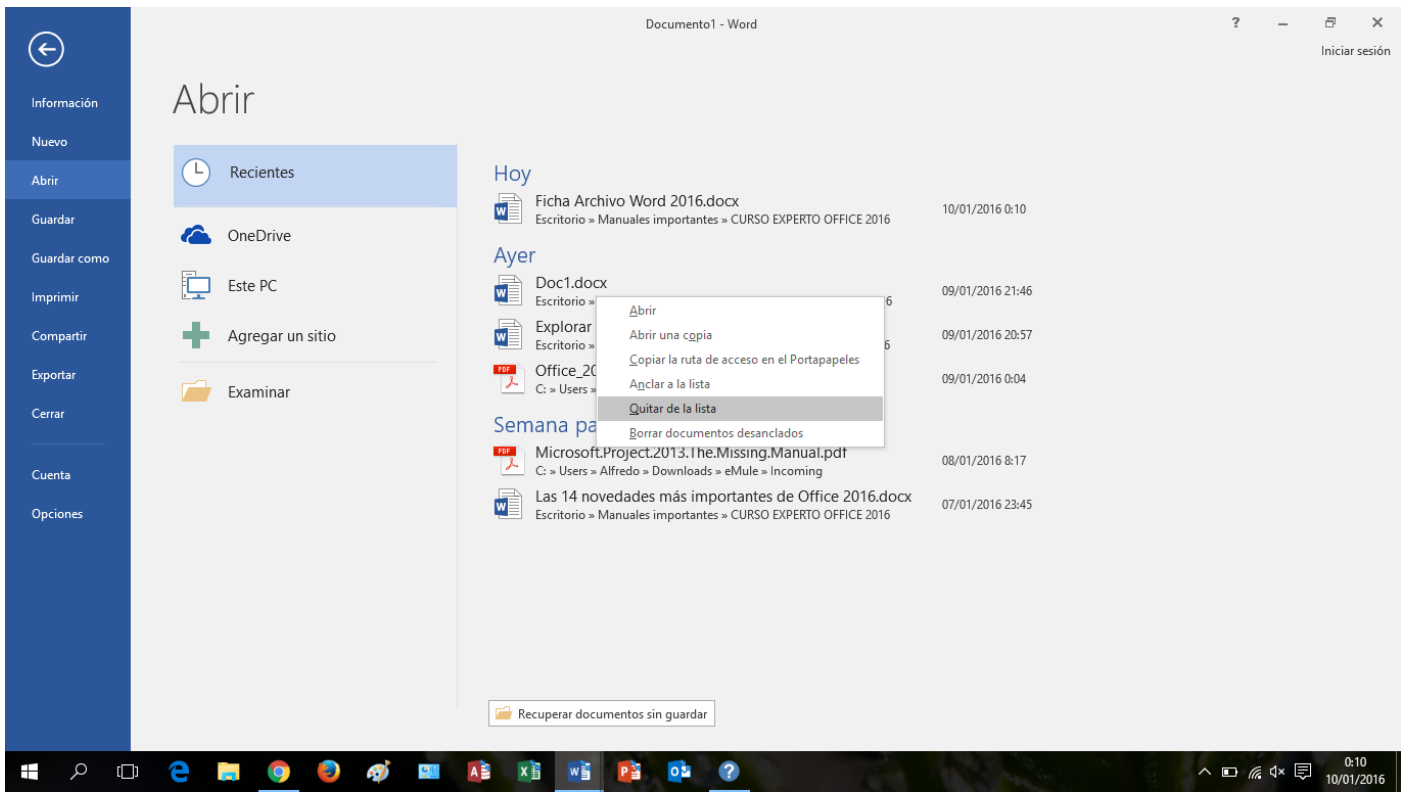 Documento1 - Word
?
Iniciar sesión
Información
Nuevo
Abrir
Guardar
Guardar como
Imprimir
Compartir
Exportar
Cerrar
Cuenta
Opciones
Abrir
Recientes
OneDrive
Este PC
Agregar un sitio
Examinar
Hoy
Ficha Archivo Word 2016.docx
Escritorio » Manuales importantes » CURSO EXPERTO OFFICE 2016
10/01/2016 0:10
Ayer
Doc1.docx
Escritorio » 6
09/01/2016 21:46
Explorar
Escritorio » 6
09/01/2016 20:57
Office_20
C: » Users »
09/01/2016 0:04
Abrir
Abrir una copia
Copiar la ruta de acceso en el Portapapeles
Anclar a la lista
Quitar de la lista
Borrar documentos desanclados
Semana pa
Microsoft.Project.2013.The.Missing.Manual.pdf
C: » Users » Alfredo » Downloads » eMule » Incoming
08/01/2016 8:17
Las 14 novedades más importantes de Office 2016.docx
Escritorio » Manuales importantes » CURSO EXPERTO OFFICE 2016
07/01/2016 23:45
Recuperar documentos sin guardar
0:10
10/01/2016